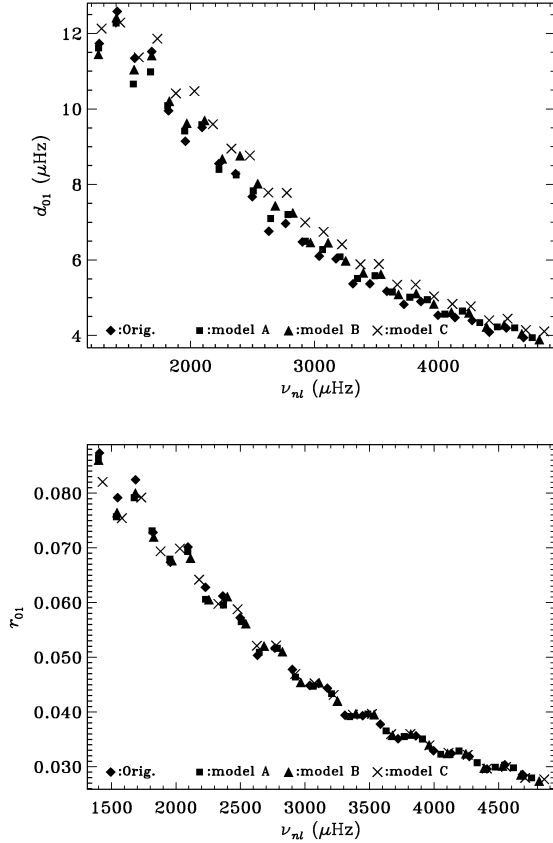 12
10
8
6
4
d01 (μHz)
◆:Orig. ■:model A ▲:model B ×:model C
2000 3000 4000
νnl (μHz)
0.080
0.070
0.060
0.050
0.040
0.030
r01
◆:Orig. ■:model A ▲:model B ×:model C
1500 2000 2500 3000 3500 4000 4500
νnl (μHz)